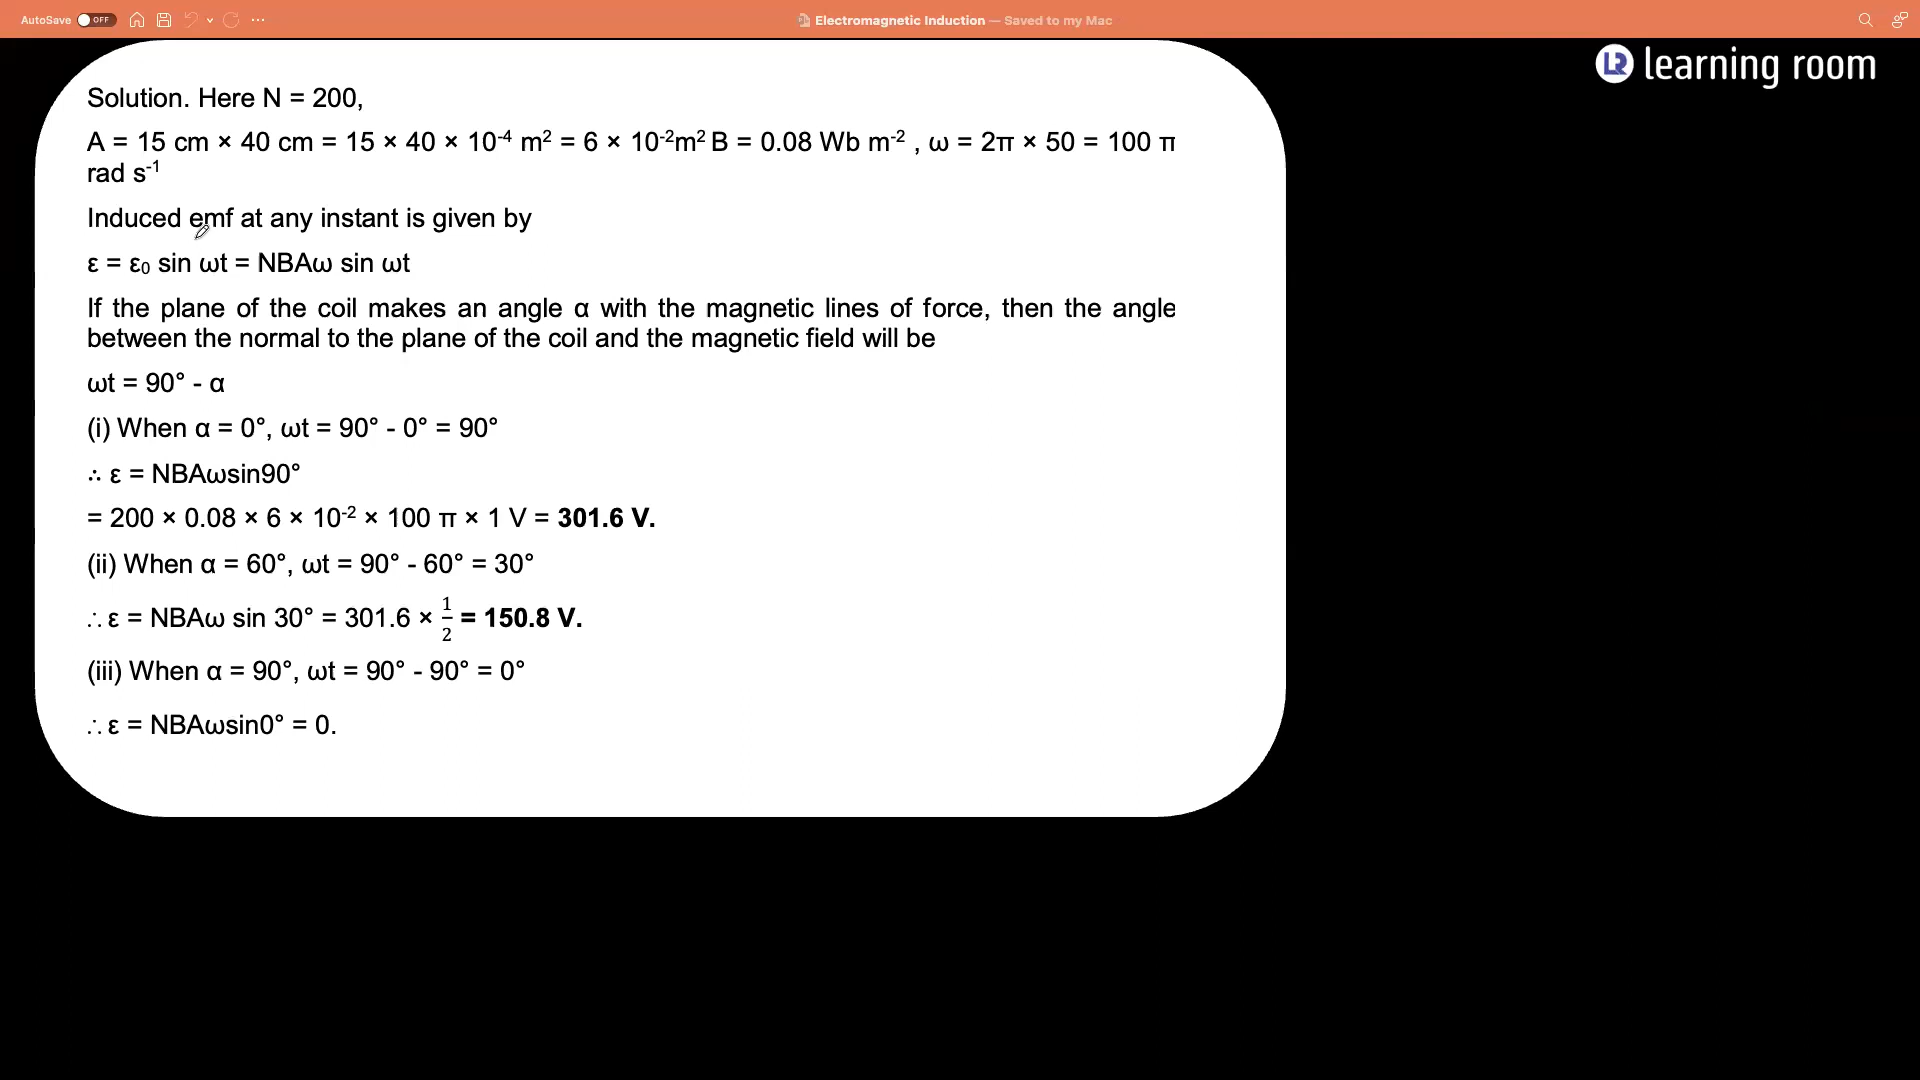 AutoSave OFF ... Electromagnetic Induction — Saved to my Mac
LR learning room
Solution. Here N = 200,
A = 15 cm × 40 cm = 15 × 40 × 10⁻⁴ m² = 6 × 10⁻²m² B = 0.08 Wb m⁻² , ω = 2π × 50 = 100 π
rad s⁻¹
Induced emf at any instant is given by
ε = ε₀ sin ωt = NBAω sin ωt
If the plane of the coil makes an angle α with the magnetic lines of force, then the angle
between the normal to the plane of the coil and the magnetic field will be
ωt = 90° - α
(i) When α = 0°, ωt = 90° - 0° = 90°
∴ ε = NBAωsin90°
= 200 × 0.08 × 6 × 10⁻² × 100 π × 1 V = 301.6 V.
(ii) When α = 60°, ωt = 90° - 60° = 30°
∴ ε = NBAω sin 30° = 301.6 × 1/2 = 150.8 V.
(iii) When α = 90°, ωt = 90° - 90° = 0°
∴ ε = NBAωsin0° = 0.